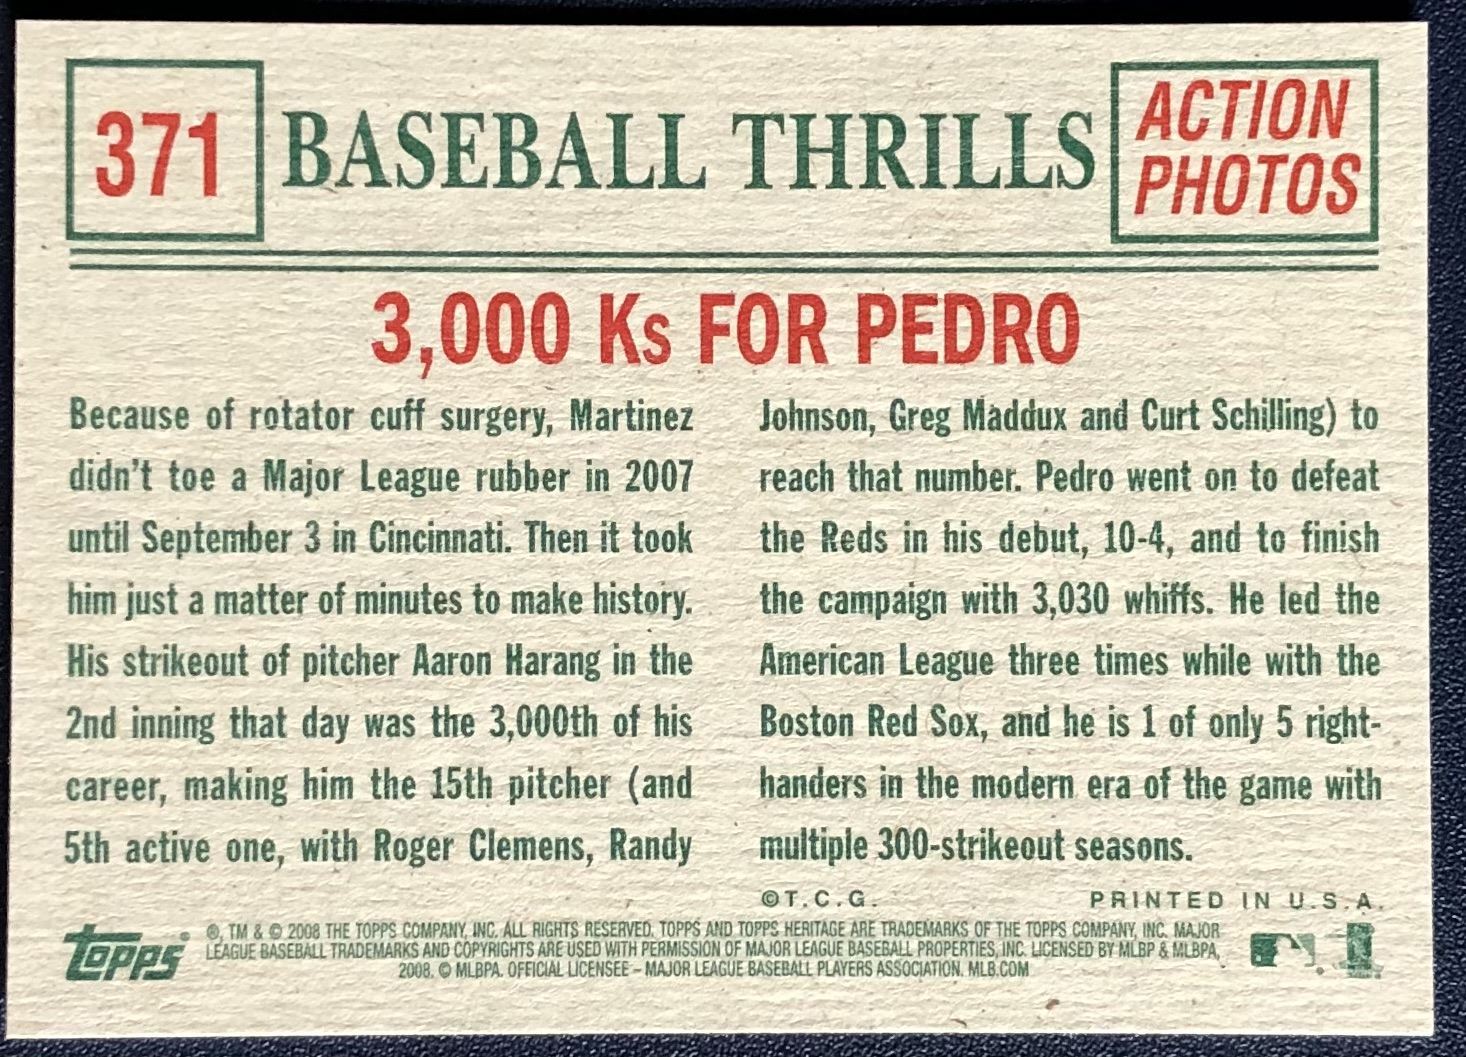 371
BASEBALL THRILLS
ACTION
PHOTOS
3,000 Ks FOR PEDRO
Because of rotator cuff surgery, Martinez
didn't toe a Major League rubber in 2007
until September 3 in Cincinnati. Then it took
him just a matter of minutes to make history.
His strikeout of pitcher Aaron Harang in the
2nd inning that day was the 3,000th of his
career, making him the 15th pitcher (and
5th active one, with Roger Clemens, Randy
Johnson, Greg Maddux and Curt Schilling) to
reach that number. Pedro went on to defeat
the Reds in his debut, 10-4, and to finish
the campaign with 3,030 whiffs. He led the
American League three times while with the
Boston Red Sox, and he is 1 of only 5 right-
handers in the modern era of the game with
multiple 300-strikeout seasons.
©T.C.G. PRINTED IN U.S.A.
topps
®, TM & © 2008 THE TOPPS COMPANY, INC. ALL RIGHTS RESERVED. TOPPS AND TOPPS HERITAGE ARE TRADEMARKS OF THE TOPPS COMPANY, INC. MAJOR
LEAGUE BASEBALL TRADEMARKS AND COPYRIGHTS ARE USED WITH PERMISSION OF MAJOR LEAGUE BASEBALL PROPERTIES, INC. LICENSED BY MLBP & MLBPA,
2008. © MLBPA. OFFICIAL LICENSEE – MAJOR LEAGUE BASEBALL PLAYERS ASSOCIATION. MLB.COM